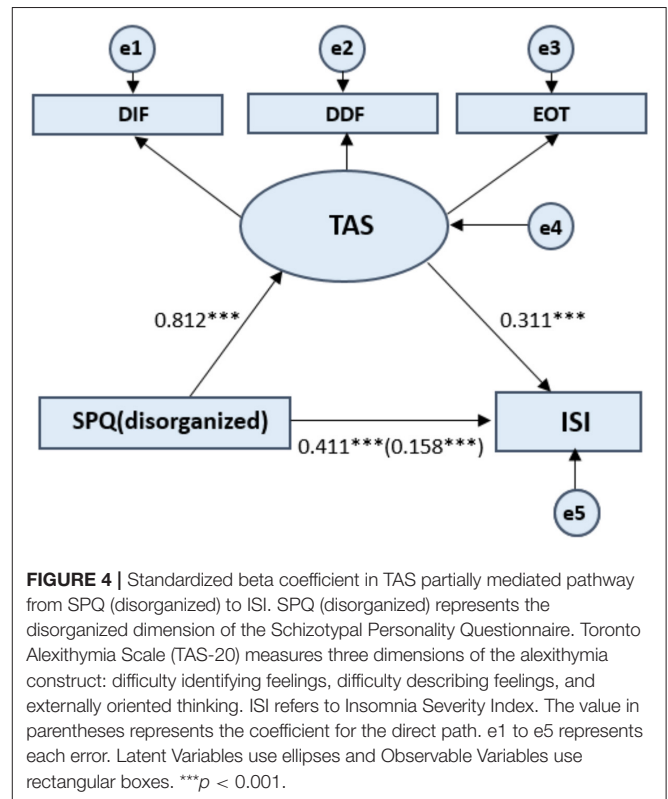 e1
e2
e3
DIF
DDF
EOT
TAS
e4
0.812***
0.311***
SPQ(disorganized)
ISI
0.411***(0.158***)
e5
FIGURE 4 | Standardized beta coefficient in TAS partially mediated pathway
from SPQ (disorganized) to ISI. SPQ (disorganized) represents the
disorganized dimension of the Schizotypal Personality Questionnaire. Toronto
Alexithymia Scale (TAS-20) measures three dimensions of the alexithymia
construct: difficulty identifying feelings, difficulty describing feelings, and
externally oriented thinking. ISI refers to Insomnia Severity Index. The value in
parentheses represents the coefficient for the direct path. e1 to e5 represents
each error. Latent Variables use ellipses and Observable Variables use
rectangular boxes. ***p < 0.001.